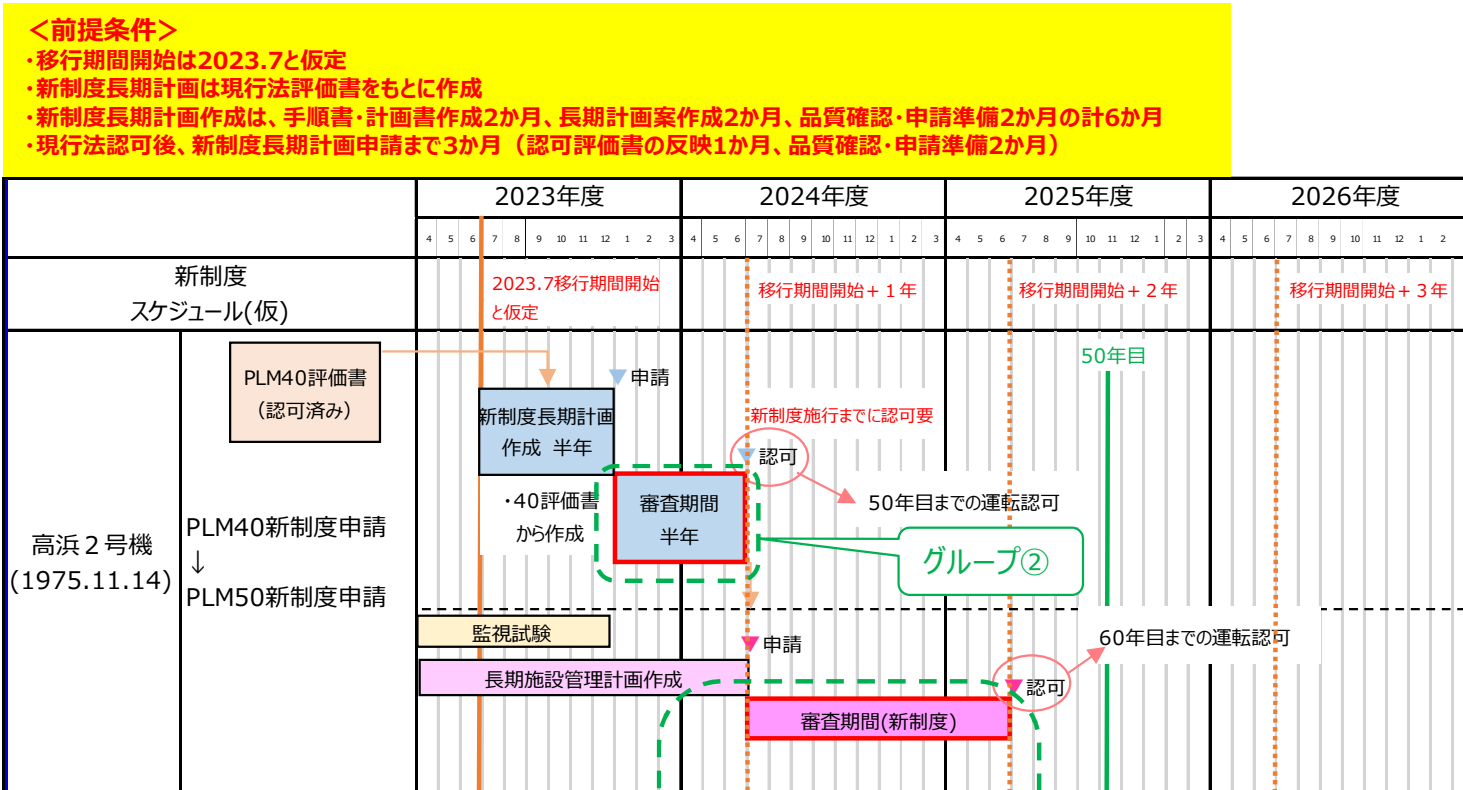 ＜前提条件＞
・移行期間開始は2023.7と仮定
・新制度長期計画は現行法評価書をもとに作成
・新制度長期計画作成は、手順書・計画書作成2か月、長期計画案作成2か月、品質確認・申請準備2か月の計6か月
・現行法認可後、新制度長期計画申請まで3か月（認可評価書の反映1か月、品質確認・申請準備2か月）
2023年度 2024年度 2025年度 2026年度
4 5 6 7 8 9 10 11 12 1 2 3 4 5 6 7 8 9 10 11 12 1 2 3 4 5 6 7 8 9 10 11 12 1 2 3 4 5 6 7 8 9 10 11 12 1 2
新制度
スケジュール(仮)
2023.7移行期間開始
と仮定
移行期間開始＋１年
移行期間開始＋２年
移行期間開始＋３年
高浜２号機
(1975.11.14)
PLM40新制度申請
↓
PLM50新制度申請
PLM40評価書
（認可済み）
申請
新制度長期計画
作成 半年
・40評価書
から作成
新制度施行までに認可要
認可
審査期間
半年
50年目までの運転認可
グループ②
50年目
監視試験
長期施設管理計画作成
申請
審査期間(新制度)
認可
60年目までの運転認可